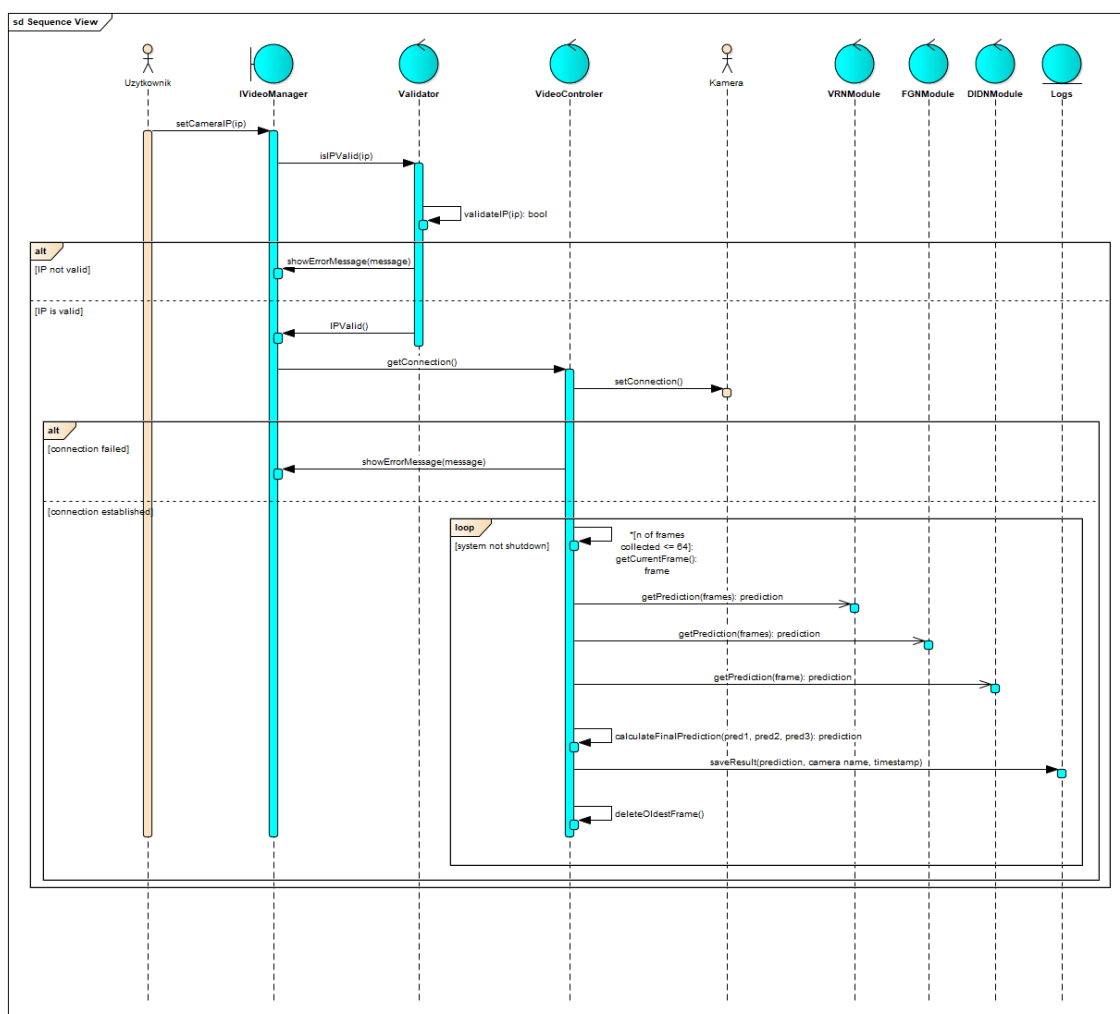 sd Sequence View
Uzytkownik
IVideoManager
Validator
VideoControler
Kamera
VRNModule
FGNModule
DIDNModule
Logs
setCameraIP(ip)
isIPValid(ip)
validateIP(ip): bool
alt
[IP not valid]
showErrorMessage(message)
[IP is valid]
IPValid()
getConnection()
setConnection()
alt
[connection failed]
showErrorMessage(message)
[connection established]
loop
[system not shutdown]
*[n of frames
collected <= 64]:
getCurrentFrame():
frame
getPrediction(frames): prediction
getPrediction(frames): prediction
getPrediction(frame): prediction
calculateFinalPrediction(pred1, pred2, pred3): prediction
saveResult(prediction, camera name, timestamp)
deleteOldestFrame()